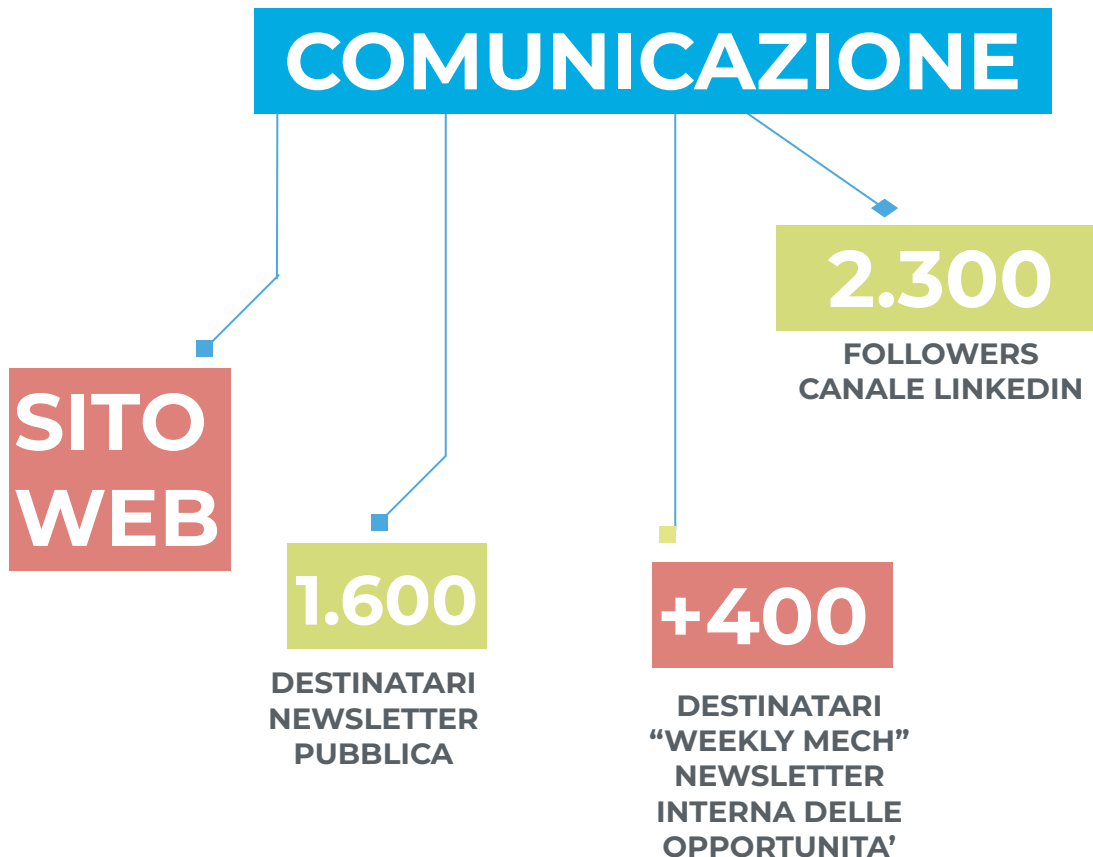 COMUNICAZIONE
2.300
FOLLOWERS
CANALE LINKEDIN
SITO
WEB
1.600
DESTINATARI
NEWSLETTER
PUBBLICA
+400
DESTINATARI
“WEEKLY MECH”
NEWSLETTER
INTERNA DELLE
OPPORTUNITA’